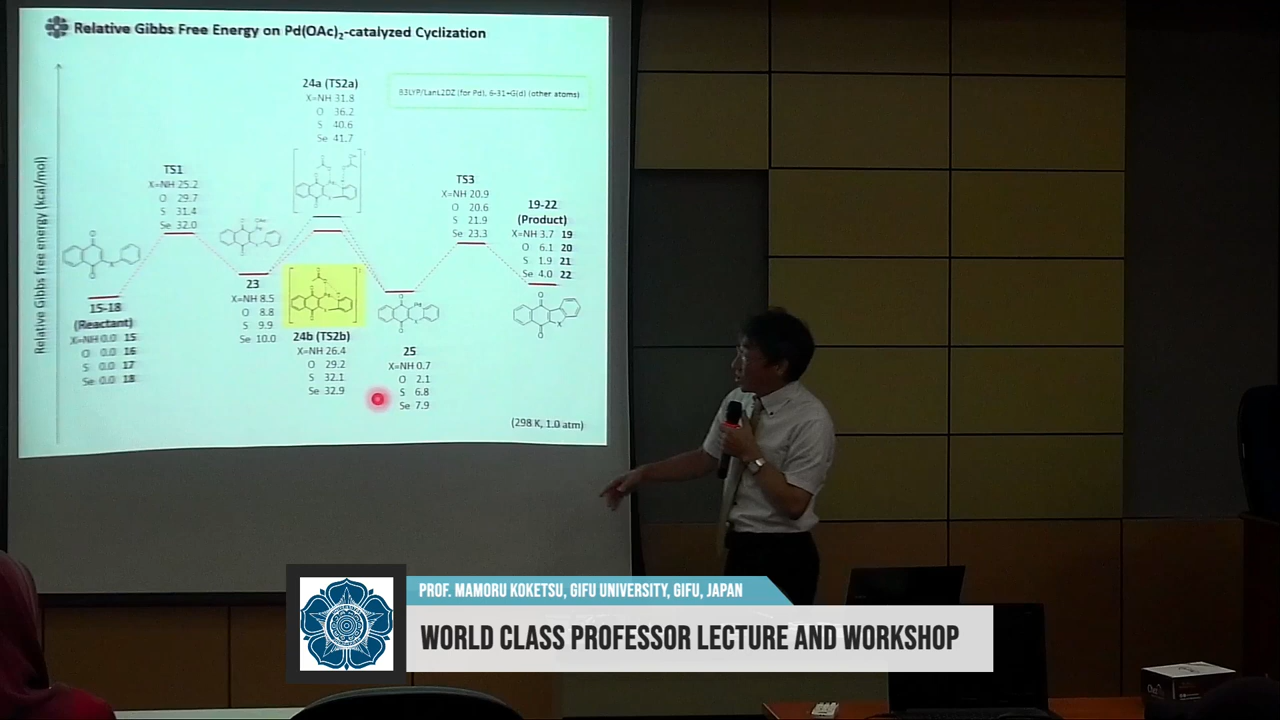 Relative Gibbs Free Energy on Pd(OAc)2-catalyzed Cyclization
B3LYP/LanL2DZ (for Pd), 6-31+G(d) (other atoms)
Relative Gibbs free energy (kcal/mol)
15-18
(Reactant)
X=NH 0.0 15
O 0.0 16
S 0.0 17
Se 0.0 18
TS1
X=NH 25.2
O 29.7
S 31.4
Se 32.0
23
X=NH 8.5
O 8.8
S 9.9
Se 10.0
24a (TS2a)
X=NH 31.8
O 36.2
S 40.6
Se 41.7
24b (TS2b)
X=NH 26.4
O 29.2
S 32.1
Se 32.9
25
X=NH 0.7
O 2.1
S 6.8
Se 7.9
TS3
X=NH 20.9
O 20.6
S 21.9
Se 23.3
19-22
(Product)
X=NH 3.7 19
O 6.1 20
S 1.9 21
Se 4.0 22
(298 K, 1.0 atm)
PROF. MAMORU KOKETSU, GIFU UNIVERSITY, GIFU, JAPAN
WORLD CLASS PROFESSOR LECTURE AND WORKSHOP